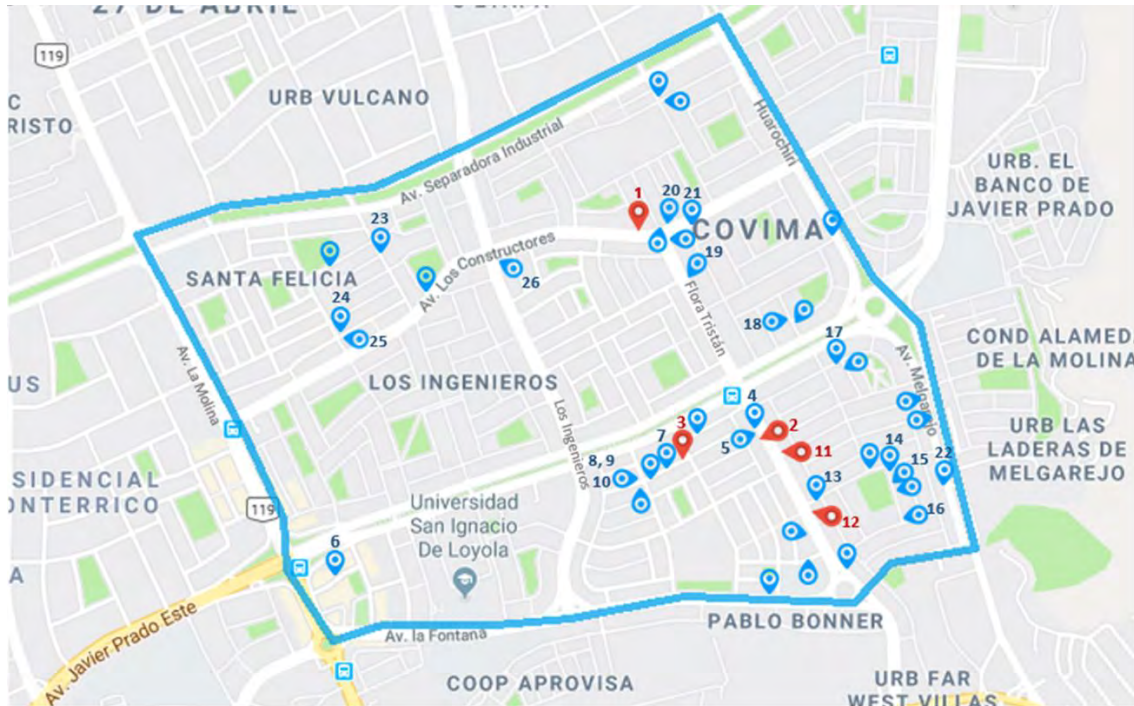 27 DE ABRIL
119
URB VULCANO
RISTO
Av. Separadora Industrial
Huarochiri
URB. EL
BANCO DE
JAVIER PRADO
1
20
21
23
COVIMA
Av. Los Constructores
19
SANTA FELICIA
26
24
25
18
Flora Tristán
17
COND ALAMED
DE LA MOLINA
Av. La Molina
US
LOS INGENIEROS
Av. Melgarejo
Los Ingenieros
4
3
2
5
11
URB LAS
LADERAS DE
MELGAREJO
7
8, 9
10
14
13
15
22
16
12
SIDENCIAL
ONTERRICO
119
Universidad
San Ignacio
De Loyola
6
A
Av. Javier Prado Este
Av. la Fontana
PABLO BONNER
COOP APROVISA
URB FAR
WEST VILLAS